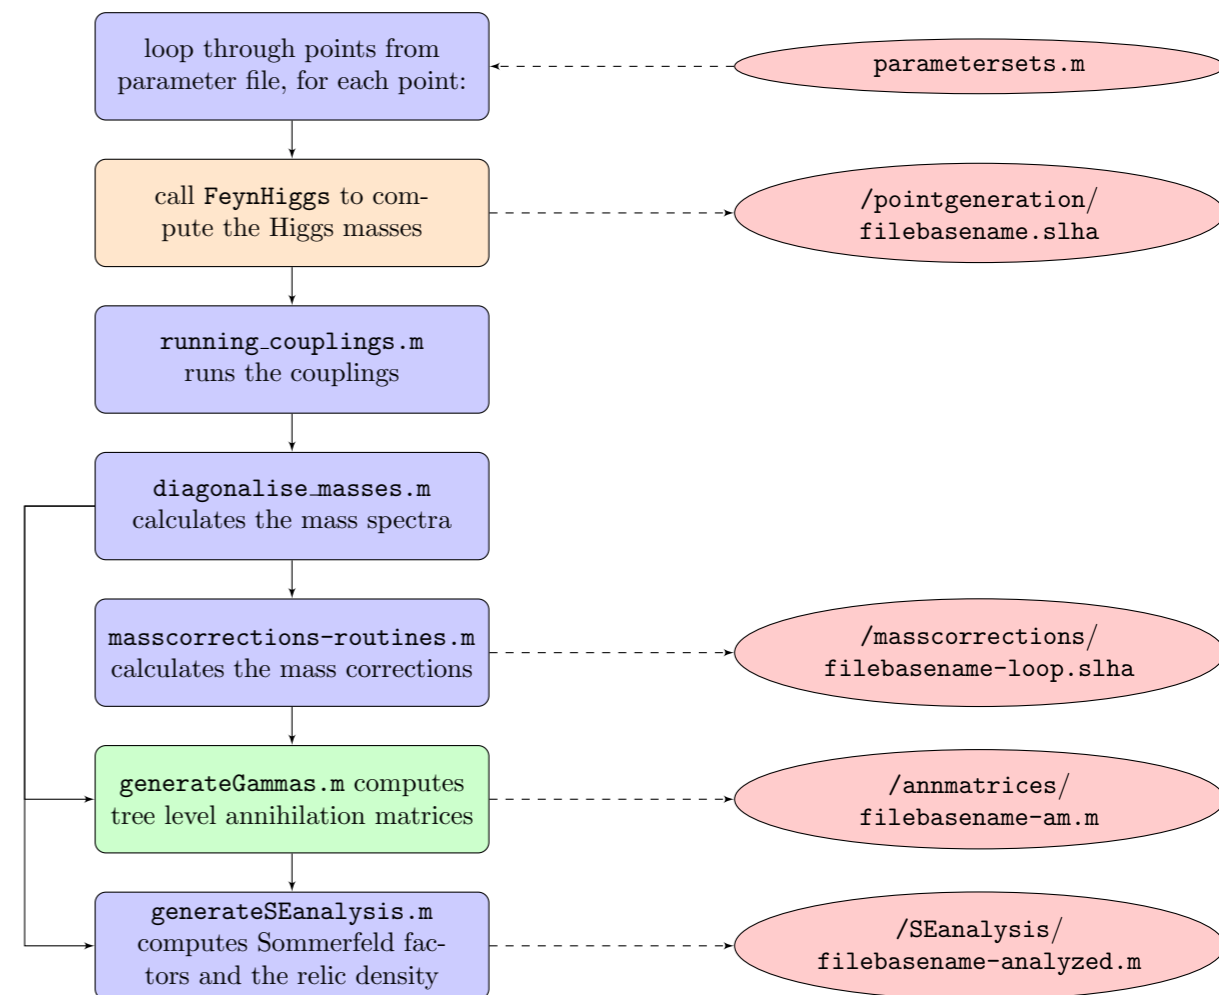 loop through points from
parameter file, for each point:
parametersets.m
call FeynHiggs to com-
pute the Higgs masses
/pointgeneration/
filebasename.slha
running_couplings.m
runs the couplings
diagonalise_masses.m
calculates the mass spectra
masscorrections-routines.m
calculates the mass corrections
/masscorrections/
filebasename-loop.slha
generateGammas.m computes
tree level annihilation matrices
/annmatrices/
filebasename-am.m
generateSEanalysis.m
computes Sommerfeld fac-
tors and the relic density
/SEanalysis/
filebasename-analyzed.m